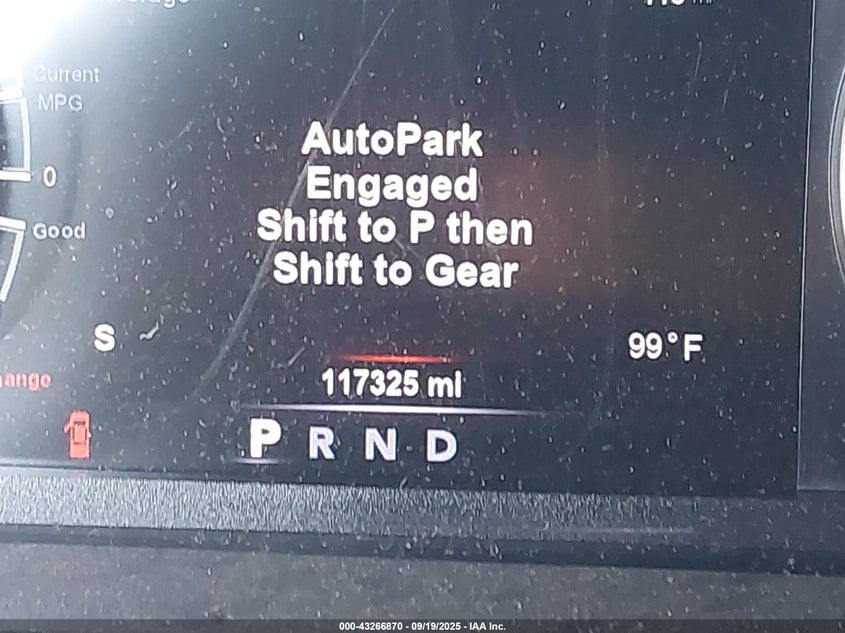 Current
MPG
0
Good
AutoPark
Engaged
Shift to P then
Shift to Gear
S
99°F
ange
117325 mi
P R N D
000-43266870 - 09/19/2025 - IAA Inc.